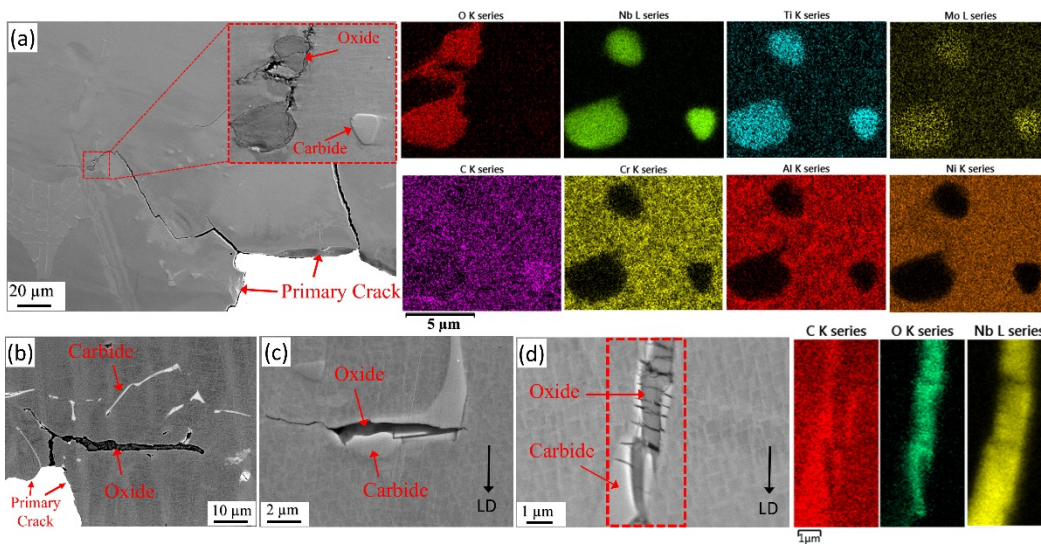 (a)
Oxide
Carbide
Primary Crack
20 µm
O K series
Nb L series
Ti K series
Mo L series
C K series
Cr K series
Al K series
Ni K series
5 µm
(b)
Carbide
Oxide
Primary
Crack
10 µm
(c)
Oxide
Carbide
LD
2 µm
(d)
Oxide
Carbide
LD
1 µm
C K series
O K series
Nb L series
1µm